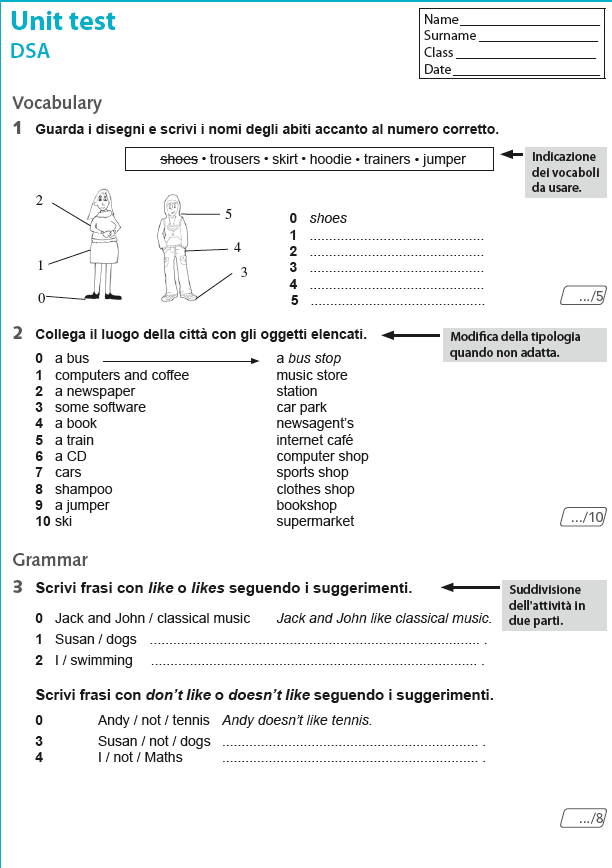 Unit test
DSA
Name
Surname
Class
Date
Vocabulary
1 Guarda i disegni e scrivi i nomi degli abiti accanto al numero corretto.
shoes • trousers • skirt • hoodie • trainers • jumper
Indicazione
dei vocaboli
da usare.
2
1
0
5
4
3
0 shoes
1 ............................................
2 ............................................
3 ............................................
4 ............................................
5 ............................................
.../5
2 Collega il luogo della città con gli oggetti elencati.
Modifica della tipologia
quando non adatta.
0 a bus a bus stop
1 computers and coffee music store
2 a newspaper station
3 some software car park
4 a book newsagent's
5 a train internet café
6 a CD computer shop
7 cars sports shop
8 shampoo clothes shop
9 a jumper bookshop
10 ski supermarket
.../10
Grammar
3 Scrivi frasi con like o likes seguendo i suggerimenti.
Suddivisione
dell'attività in
due parti.
0 Jack and John / classical music Jack and John like classical music.
1 Susan / dogs .................................................................................... .
2 I / swimming .................................................................................... .
Scrivi frasi con don't like o doesn't like seguendo i suggerimenti.
0 Andy / not / tennis Andy doesn't like tennis.
3 Susan / not / dogs .................................................................. .
4 I / not / Maths .................................................................. .
.../8